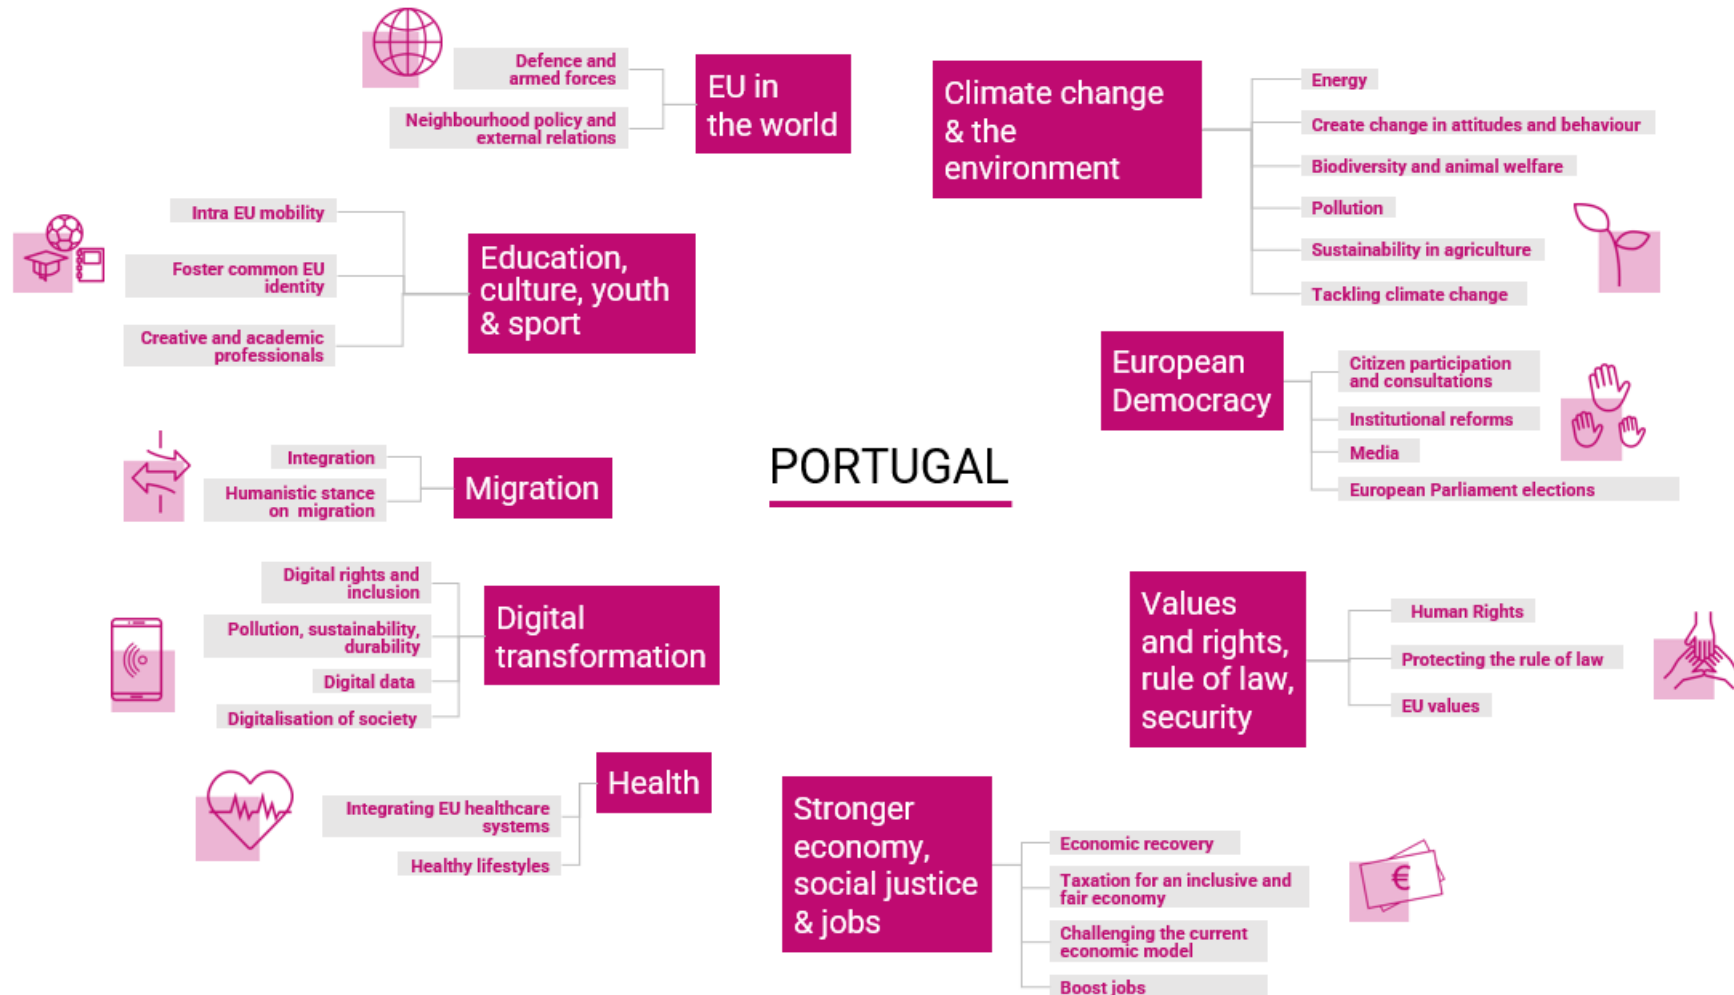 PORTUGAL
EU in
the world
Defence and
armed forces
Neighbourhood policy and
external relations
Education,
culture, youth
& sport
Intra EU mobility
Foster common EU
identity
Creative and academic
professionals
Migration
Integration
Humanistic stance
on migration
Digital
transformation
Digital rights and
inclusion
Pollution, sustainability,
durability
Digital data
Digitalisation of society
Health
Integrating EU healthcare
systems
Healthy lifestyles
Climate change
& the
environment
Energy
Create change in attitudes and behaviour
Biodiversity and animal welfare
Pollution
Sustainability in agriculture
Tackling climate change
European
Democracy
Citizen participation
and consultations
Institutional reforms
Media
European Parliament elections
Values
and rights,
rule of law,
security
Human Rights
Protecting the rule of law
EU values
Stronger
economy,
social justice
& jobs
Economic recovery
Taxation for an inclusive and
fair economy
Challenging the current
economic model
Boost jobs
€